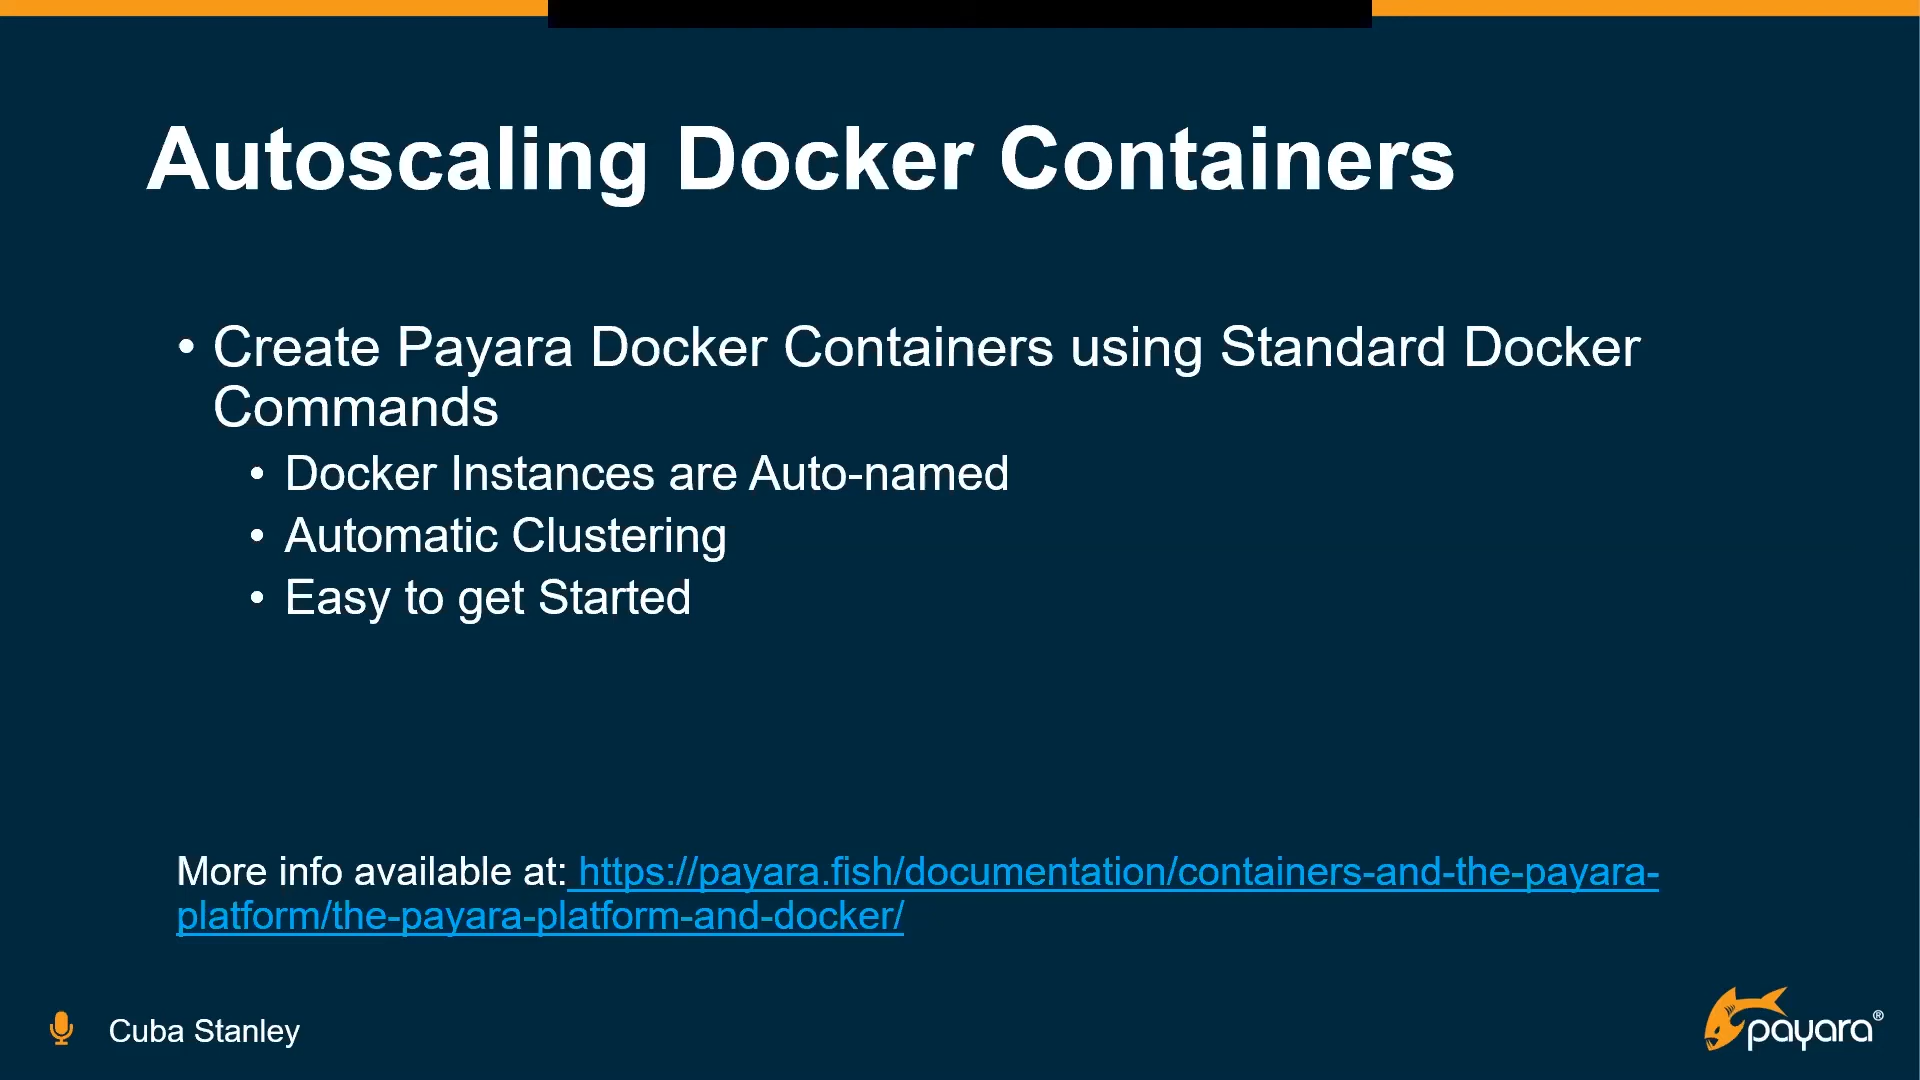 Autoscaling Docker Containers
• Create Payara Docker Containers using Standard Docker
Commands
• Docker Instances are Auto-named
• Automatic Clustering
• Easy to get Started
More info available at: https://payara.fish/documentation/containers-and-the-payara-
platform/the-payara-platform-and-docker/
Cuba Stanley
payara®